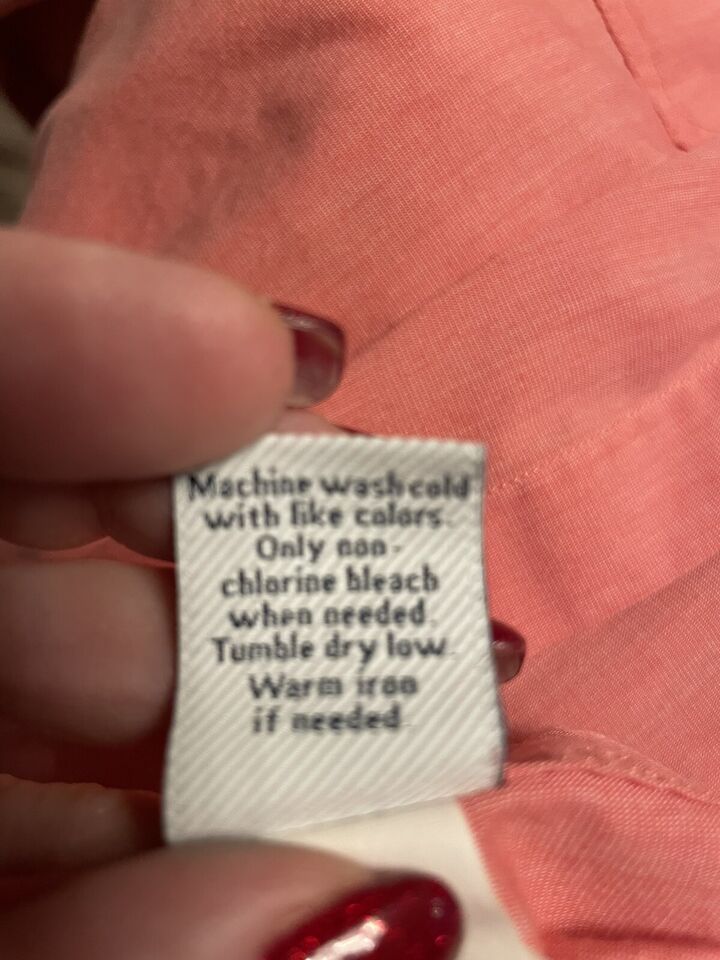 Machine wash cold
with like colors.
Only non-
chlorine bleach
when needed.
Tumble dry low.
Warm iron
if needed.